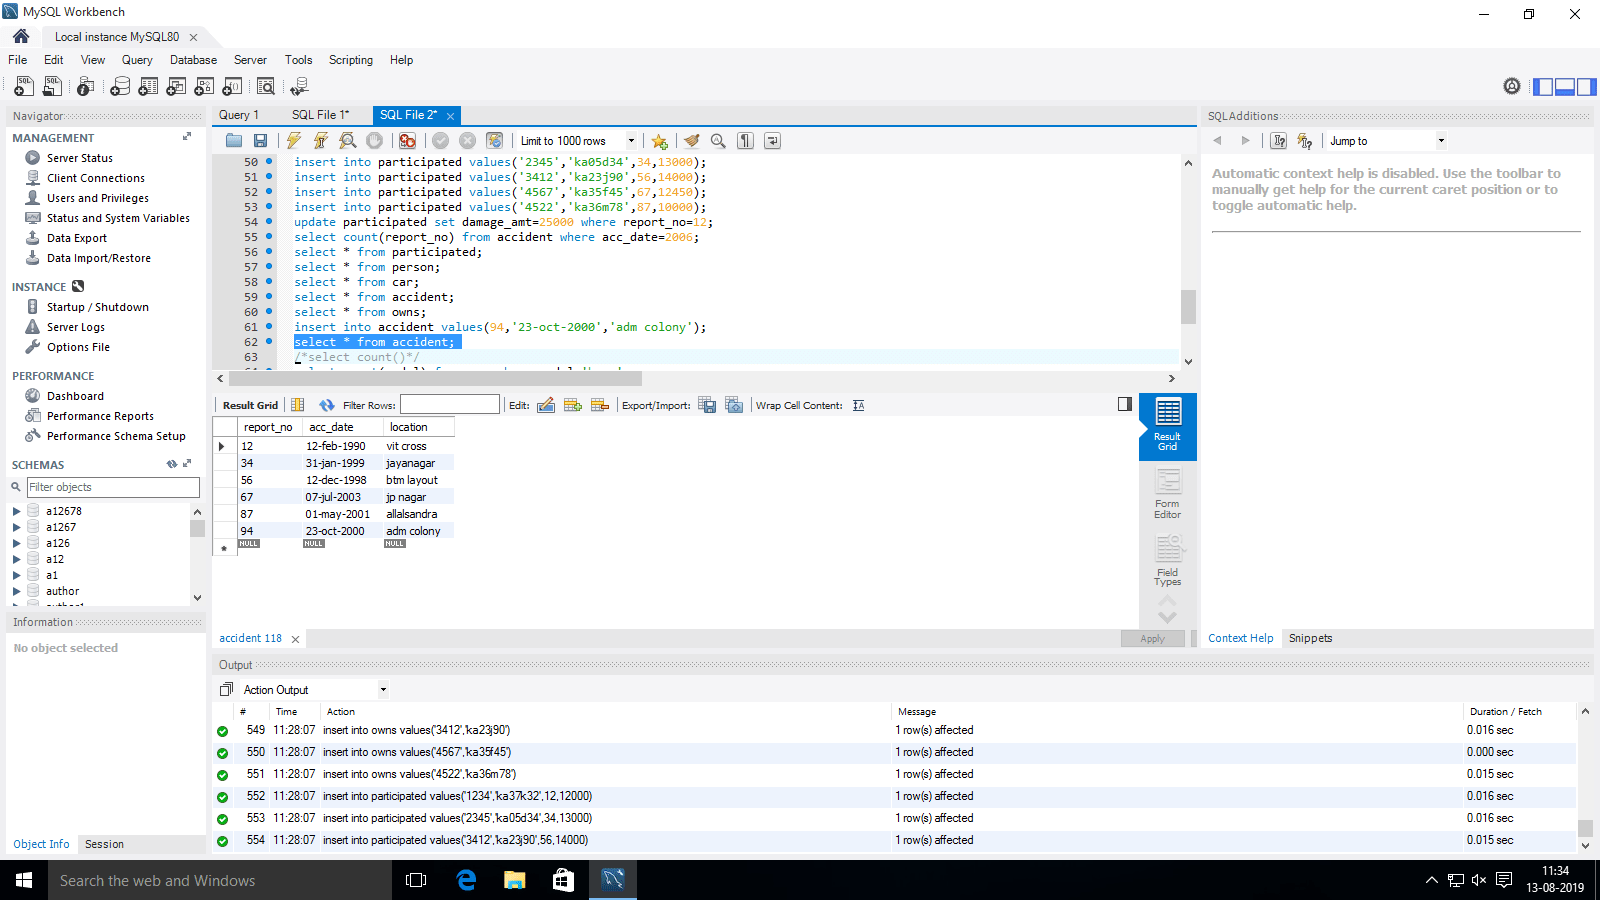 MySQL Workbench
Local instance MySQL80
File Edit View Query Database Server Tools Scripting Help
Navigator
MANAGEMENT
Server Status
Client Connections
Users and Privileges
Status and System Variables
Data Export
Data Import/Restore
INSTANCE
Startup / Shutdown
Server Logs
Options File
PERFORMANCE
Dashboard
Performance Reports
Performance Schema Setup
SCHEMAS
Filter objects
a12678
a1267
a126
a12
a1
author
Information
No object selected
Object Info Session
Query 1 SQL File 1* SQL File 2*
Limit to 1000 rows
50 insert into participated values('2345','ka05d34',34,13000);
51 insert into participated values('3412','ka23j90',56,14000);
52 insert into participated values('4567','ka35f45',67,12450);
53 insert into participated values('4522','ka36m78',87,10000);
54 update participated set damage_amt=25000 where report_no=12;
55 select count(report_no) from accident where acc_date=2006;
56 select * from participated;
57 select * from person;
58 select * from car;
59 select * from accident;
60 select * from owns;
61 insert into accident values(94,'23-oct-2000','adm colony');
62 select * from accident;
63 /*select count()*/
Result Grid Filter Rows: Edit: Export/Import: Wrap Cell Content:
report_no acc_date location
12 12-feb-1990 vit cross
34 31-jan-1999 jayanagar
56 12-dec-1998 btm layout
67 07-jul-2003 jp nagar
87 01-may-2001 allalsandra
94 23-oct-2000 adm colony
NULL NULL NULL
Result
Grid
Form
Editor
Field
Types
accident 118
Apply
SQLAdditions
Jump to
Automatic context help is disabled. Use the toolbar to
manually get help for the current caret position or to
toggle automatic help.
Context Help Snippets
Output
Action Output
# Time Action Message Duration / Fetch
549 11:28:07 insert into owns values('3412','ka23j90') 1 row(s) affected 0.016 sec
550 11:28:07 insert into owns values('4567','ka35f45') 1 row(s) affected 0.000 sec
551 11:28:07 insert into owns values('4522','ka36m78') 1 row(s) affected 0.015 sec
552 11:28:07 insert into participated values('1234','ka37k32',12,12000) 1 row(s) affected 0.016 sec
553 11:28:07 insert into participated values('2345','ka05d34',34,13000) 1 row(s) affected 0.016 sec
554 11:28:07 insert into participated values('3412','ka23j90',56,14000) 1 row(s) affected 0.015 sec
Search the web and Windows
11:34
13-08-2019